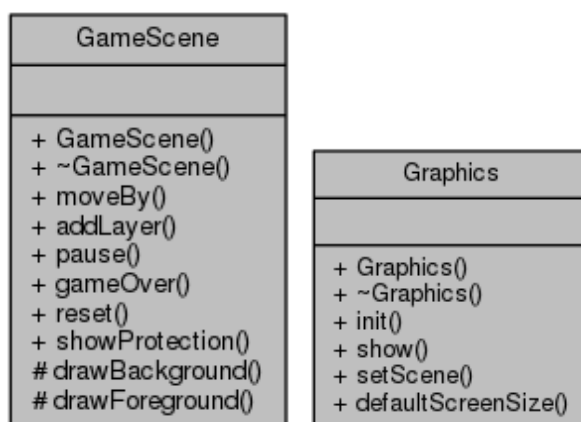 GameScene
+ GameScene()
+ ~GameScene()
+ moveBy()
+ addLayer()
+ pause()
+ gameOver()
+ reset()
+ showProtection()
# drawBackground()
# drawForeground()
Graphics
+ Graphics()
+ ~Graphics()
+ init()
+ show()
+ setScene()
+ defaultScreenSize()